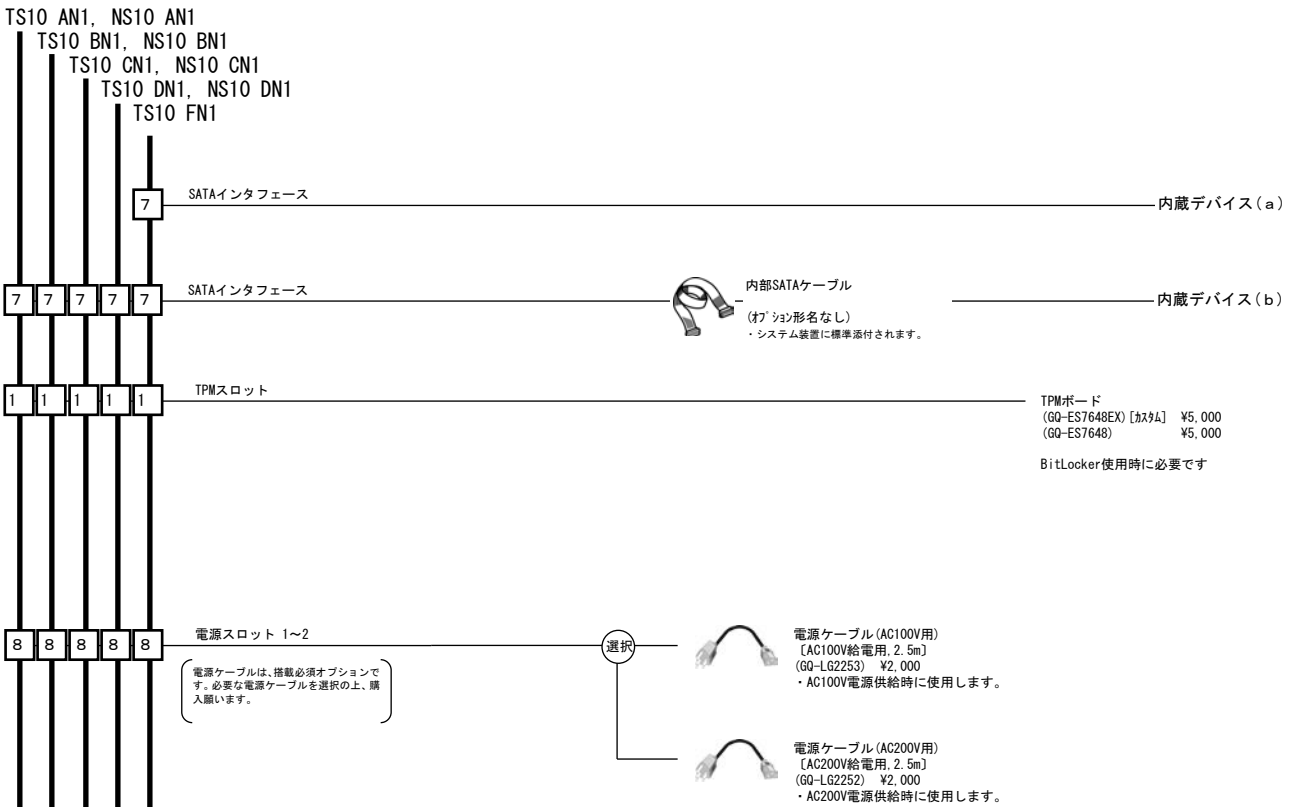 TS10 AN1, NS10 AN1
TS10 BN1, NS10 BN1
TS10 CN1, NS10 CN1
TS10 DN1, NS10 DN1
TS10 FN1
7
SATAインタフェース
内蔵デバイス(a)
7 7 7 7 7
SATAインタフェース
内部SATAケーブル
(ｵﾌﾟｼｮﾝ形名なし)
・システム装置に標準添付されます。
内蔵デバイス(b)
1 1 1 1 1
TPMスロット
TPMボード
(GQ-ES7648EX)[ｶｽﾀﾑ] ¥5,000
(GQ-ES7648) ¥5,000
BitLocker使用時に必要です
8 8 8 8 8
電源スロット 1～2
電源ケーブルは、搭載必須オプションで
す。必要な電源ケーブルを選択の上、購
入願います。
選択
電源ケーブル(AC100V用)
〔AC100V給電用,2.5m〕
(GQ-LG2253) ¥2,000
・AC100V電源供給時に使用します。
電源ケーブル(AC200V用)
〔AC200V給電用,2.5m〕
(GQ-LG2252) ¥2,000
・AC200V電源供給時に使用します。